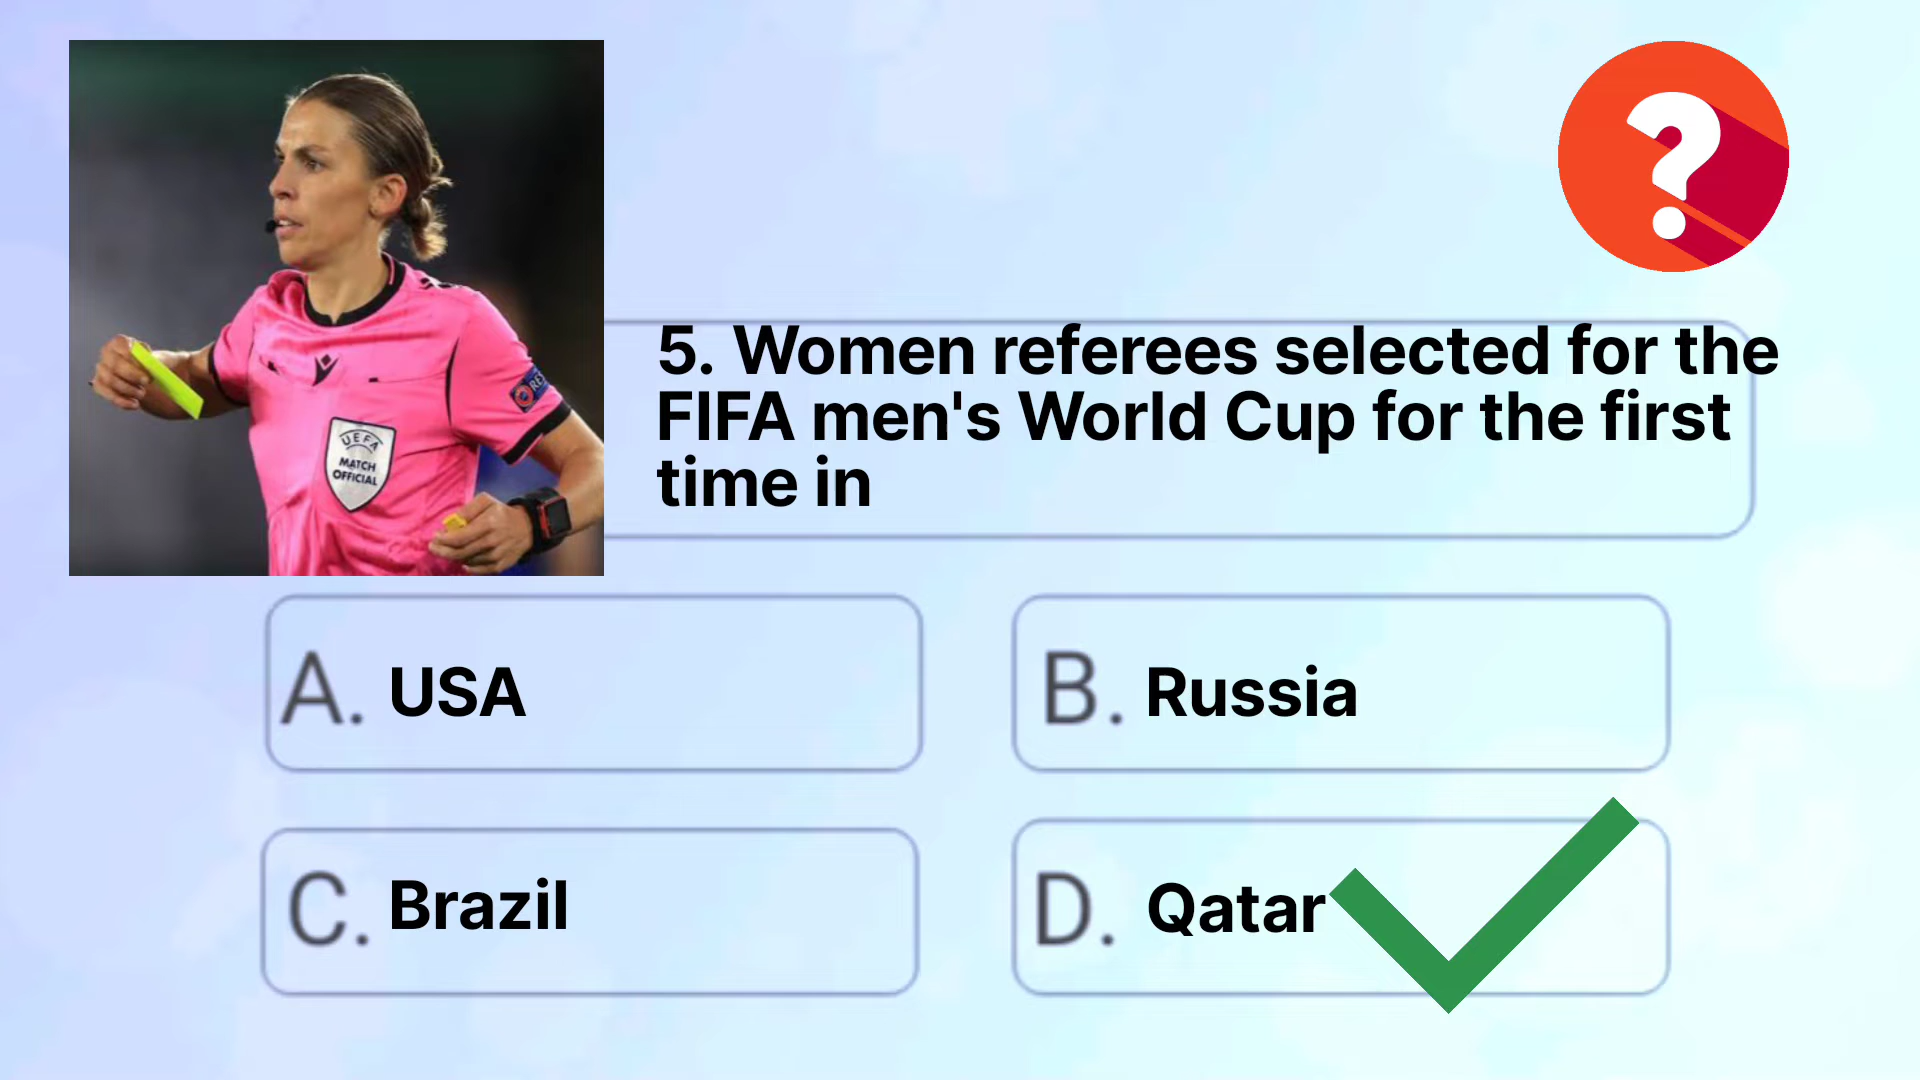 5. Women referees selected for the
FIFA men's World Cup for the first
time in
UEFA
MATCH
OFFICIAL
A. USA
B. Russia
C. Brazil
D. Qatar